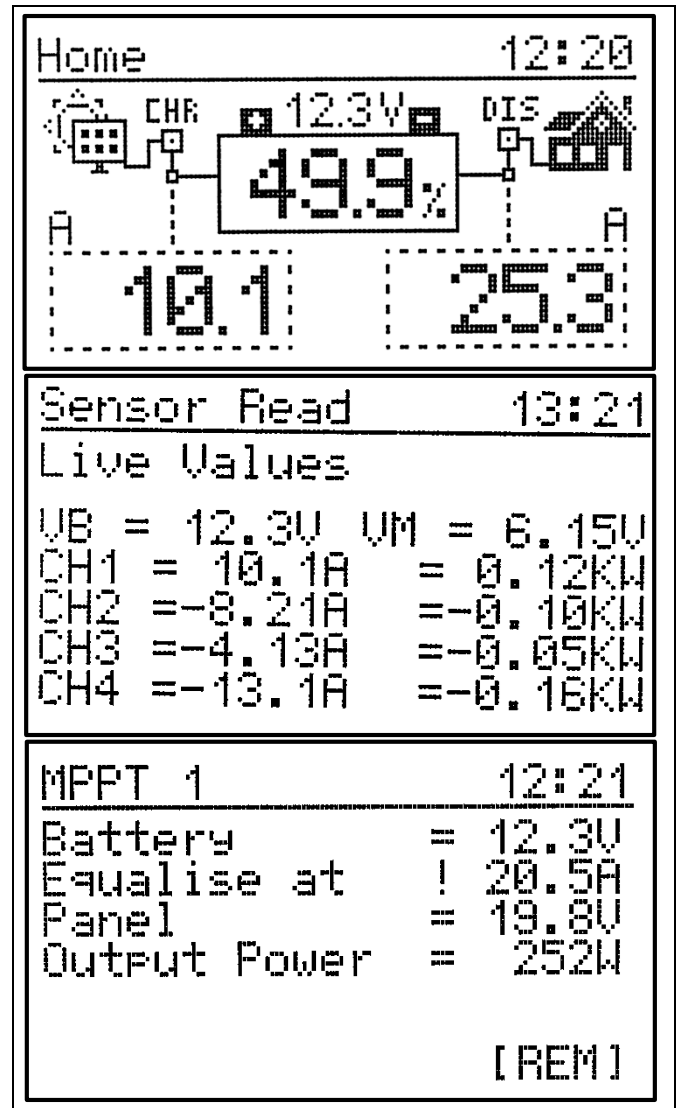 Home 12:20
CHR 12.3V DIS
49.9%
A A
10.1 25.3
Sensor Read 13:21
Live Values
VB = 12.3V VM = 6.15V
CH1 = 10.1A = 0.12KW
CH2 =-8.21A =-0.10KW
CH3 =-4.13A =-0.05KW
CH4 =-13.1A =-0.16KW
MPPT 1 12:21
Battery = 12.3V
Equalise at ! 20.5A
Panel = 19.8V
Output Power = 252W
[REM]